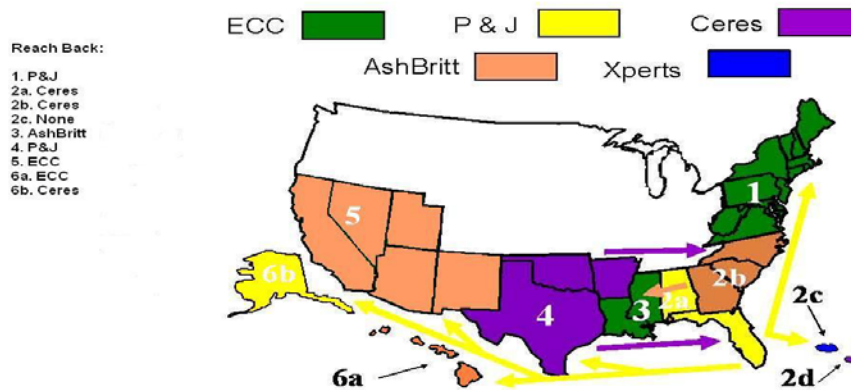 ECC P & J Ceres
AshBritt Xperts
Reach Back:
1. P&J
2a. Ceres
2b. Ceres
2c. None
3. AshBritt
4. P&J
5. ECC
6a. ECC
6b. Ceres
1
5
6b
2b
2a
3
4
2c
6a
2d